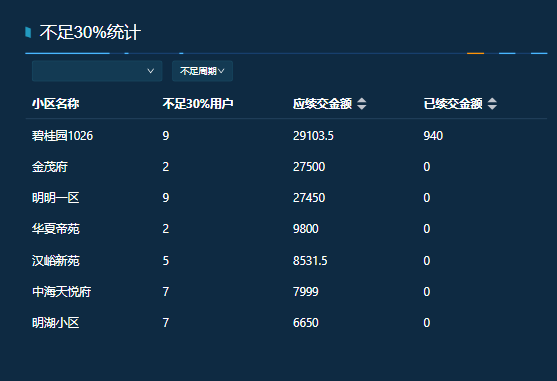 不足30%统计
不足周期
小区名称 不足30%用户 应续交金额 已续交金额
碧桂园1026 9 29103.5 940
金茂府 2 27500 0
明明一区 9 27450 0
华夏帝苑 2 9800 0
汉峪新苑 5 8531.5 0
中海天悦府 7 7999 0
明湖小区 7 6650 0